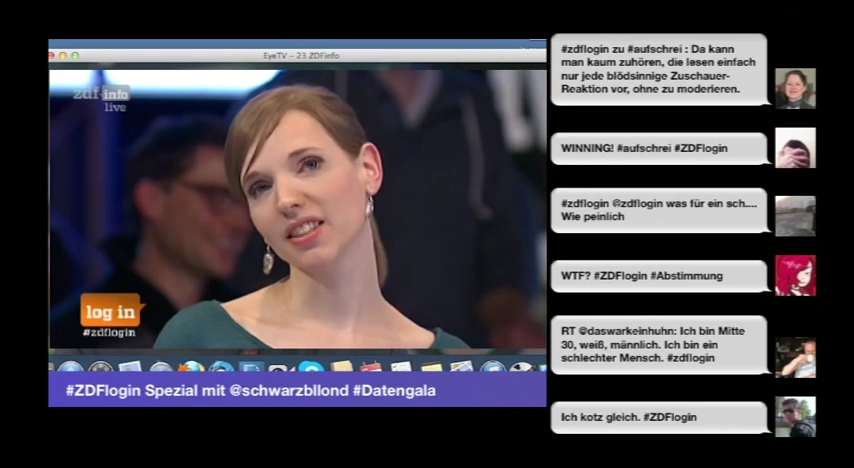 EyeTV – 23 ZDFinfo
zdf info
live
log in
#zdflogin
#ZDFlogin Spezial mit @schwarzbllond #Datengala
#zdflogin zu #aufschrei : Da kann
man kaum zuhören, die lesen einfach
nur jede blödsinnige Zuschauer-
Reaktion vor, ohne zu moderieren.
WINNING! #aufschrei #ZDFlogin
#zdflogin @zdflogin was für ein sch....
Wie peinlich
WTF? #ZDFlogin #Abstimmung
RT @daswarkeinhuhn: Ich bin Mitte
30, weiß, männlich. Ich bin ein
schlechter Mensch. #zdflogin
Ich kotz gleich. #ZDFlogin